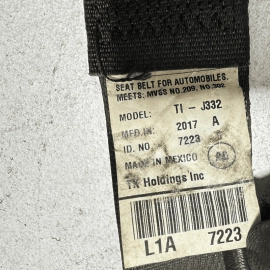 SEAT BELT FOR AUTOMOBILES.
MEETS: MVSS NO.209, NO.302
MODEL: TI - J332
MFD.IN: 2017 A
ID. NO. 7223
MADE IN MEXICO
TK Holdings Inc
L1A 7223